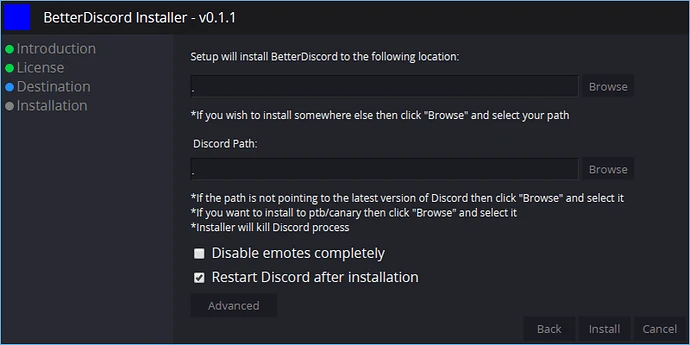 BetterDiscord Installer - v0.1.1
Introduction
License
Destination
Installation
Setup will install BetterDiscord to the following location:
.
Browse
*If you wish to install somewhere else then click "Browse" and select your path
Discord Path:
.
Browse
*If the path is not pointing to the latest version of Discord then click "Browse" and select it
*If you want to install to ptb/canary then click "Browse" and select it
*Installer will kill Discord process
Disable emotes completely
Restart Discord after installation
Advanced
Back
Install
Cancel